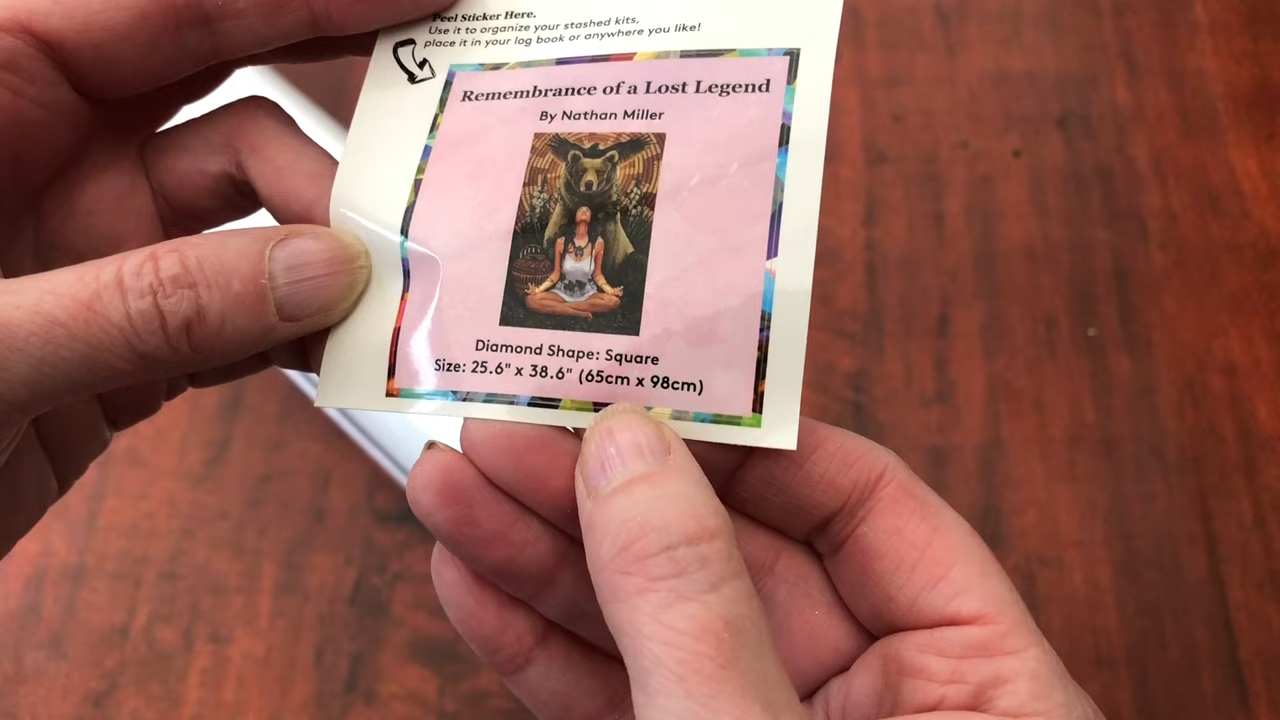 Peel Sticker Here.
Use it to organize your stashed kits,
place it in your log book or anywhere you like!
Remembrance of a Lost Legend
By Nathan Miller
Diamond Shape: Square
Size: 25.6" x 38.6" (65cm x 98cm)